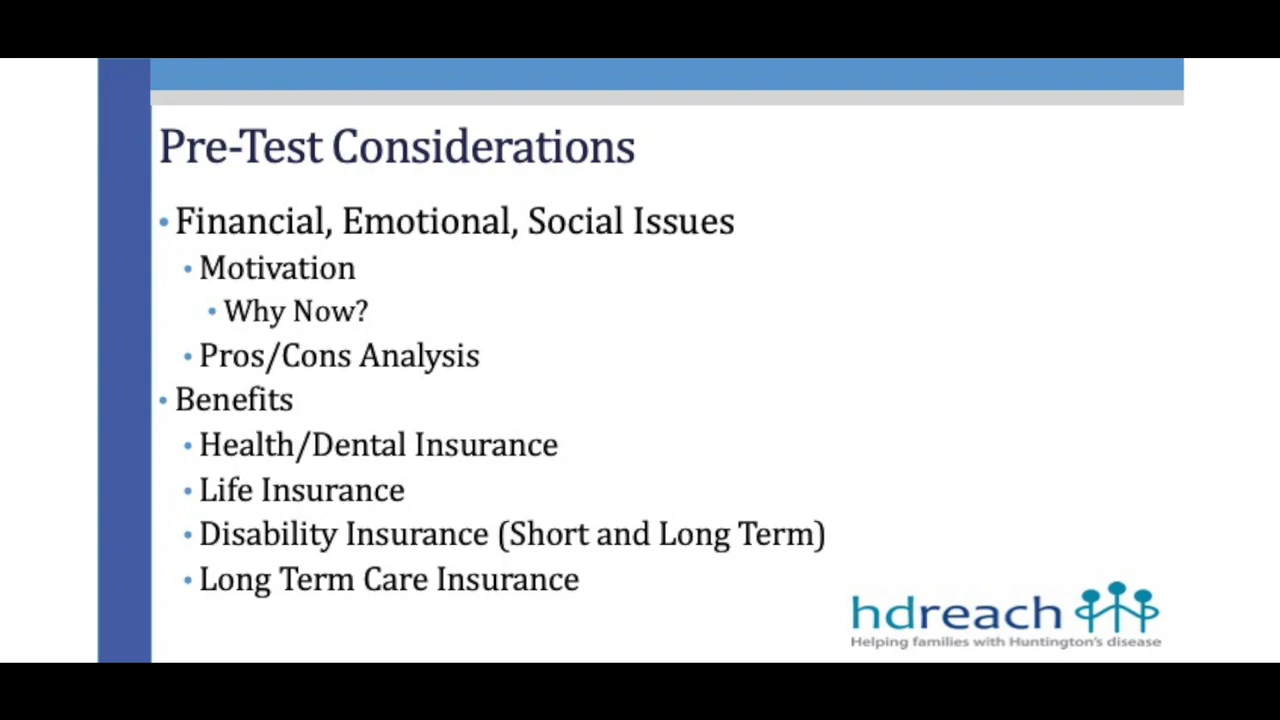 Pre-Test Considerations
• Financial, Emotional, Social Issues
• Motivation
• Why Now?
• Pros/Cons Analysis
• Benefits
• Health/Dental Insurance
• Life Insurance
• Disability Insurance (Short and Long Term)
• Long Term Care Insurance
hdreach
Helping families with Huntington's disease